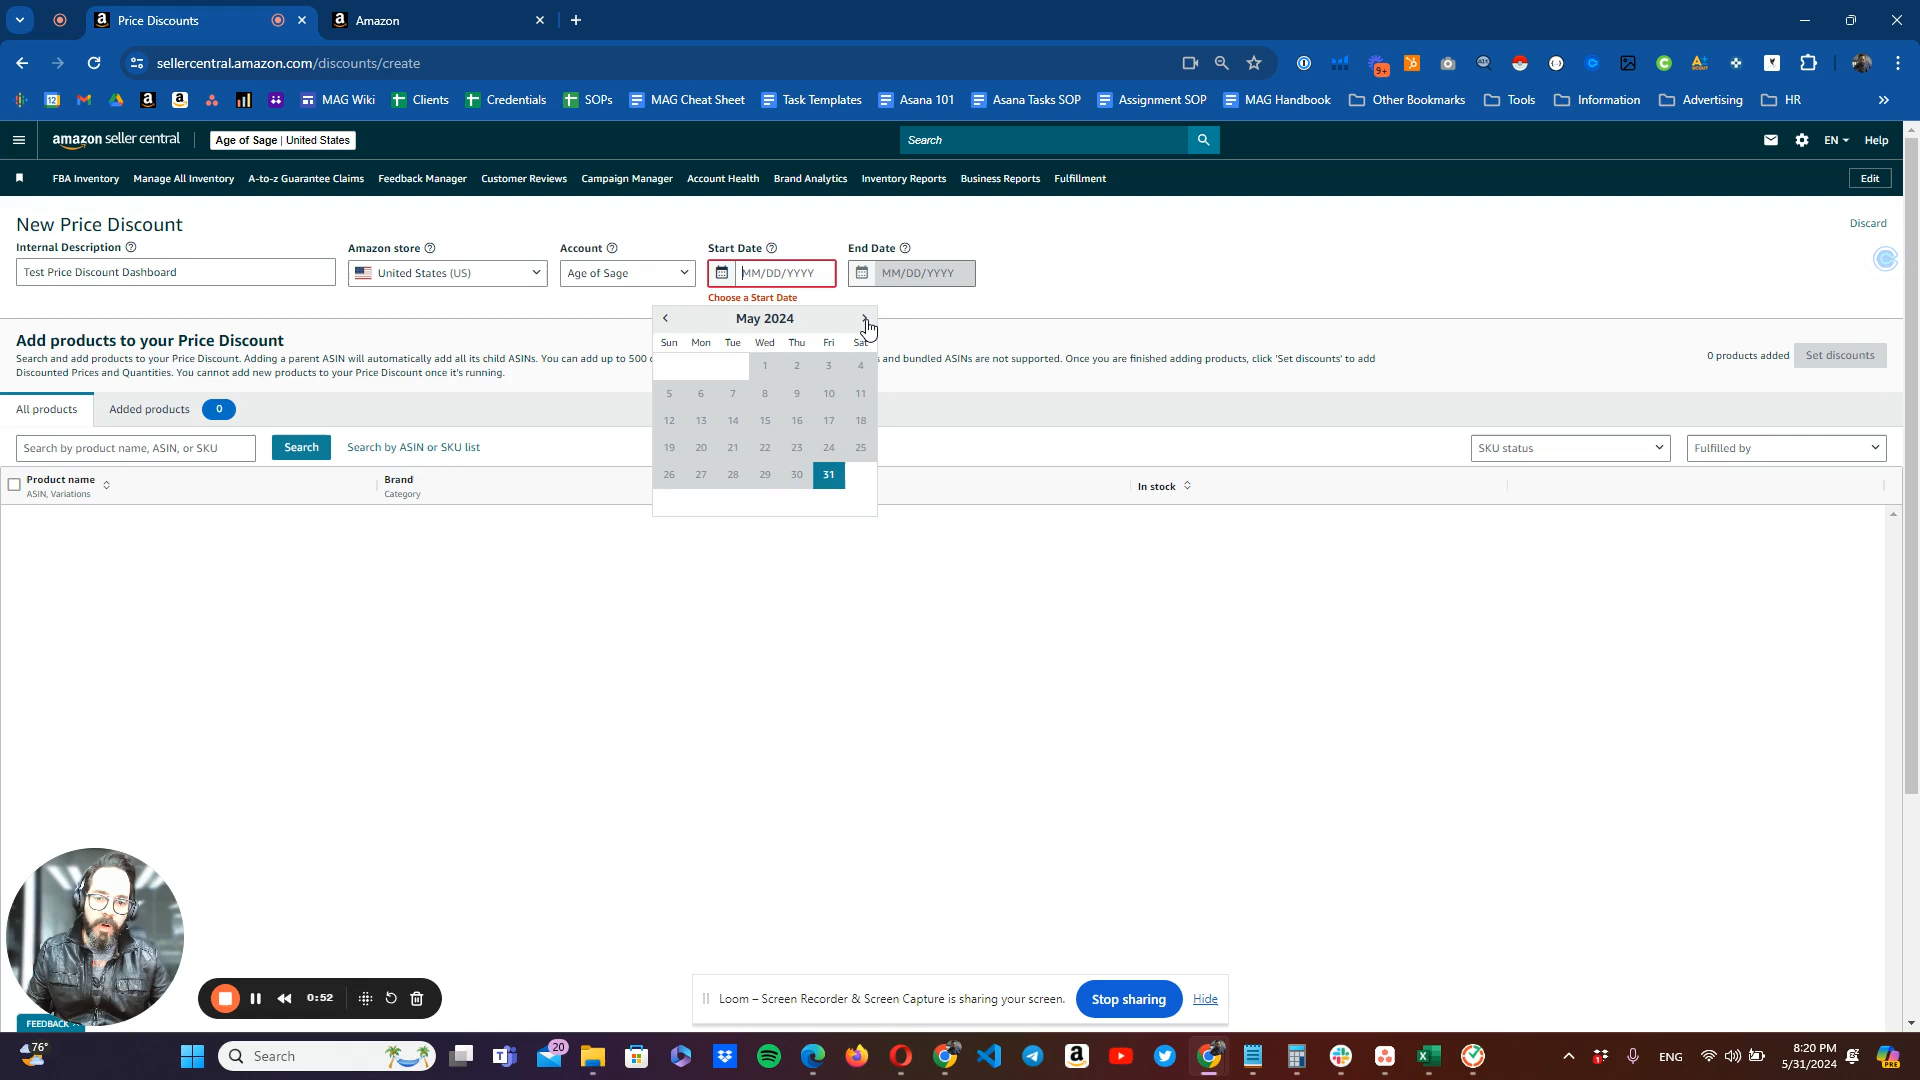 Price Discounts
Amazon
sellercentral.amazon.com/discounts/create
9+
12
MAG Wiki
Clients
Credentials
SOPs
MAG Cheat Sheet
Task Templates
Asana 101
Asana Tasks SOP
Assignment SOP
MAG Handbook
Other Bookmarks
Tools
Information
Advertising
HR
amazon seller central
Age of Sage | United States
Search
EN
Help
FBA Inventory
Manage All Inventory
A-to-z Guarantee Claims
Feedback Manager
Customer Reviews
Campaign Manager
Account Health
Brand Analytics
Inventory Reports
Business Reports
Fulfillment
Edit
New Price Discount
Discard
Internal Description
Amazon store
Account
Start Date
End Date
Test Price Discount Dashboard
United States (US)
Age of Sage
MM/DD/YYYY
MM/DD/YYYY
Choose a Start Date
May 2024
Sun Mon Tue Wed Thu Fri Sat
1 2 3 4
5 6 7 8 9 10 11
12 13 14 15 16 17 18
19 20 21 22 23 24 25
26 27 28 29 30 31
Add products to your Price Discount
Search and add products to your Price Discount. Adding a parent ASIN will automatically add all its child ASINs. You can add up to 500 and bundled ASINs are not supported. Once you are finished adding products, click 'Set discounts' to add
Discounted Prices and Quantities. You cannot add new products to your Price Discount once it's running.
0 products added
Set discounts
All products
Added products
0
Search by product name, ASIN, or SKU
Search
Search by ASIN or SKU list
SKU status
Fulfilled by
Product name
ASIN, Variations
Brand
Category
In stock
0:52
Loom – Screen Recorder & Screen Capture is sharing your screen.
Stop sharing
Hide
FEEDBACK
76°
Search
20
ENG
8:20 PM
5/31/2024
PRE